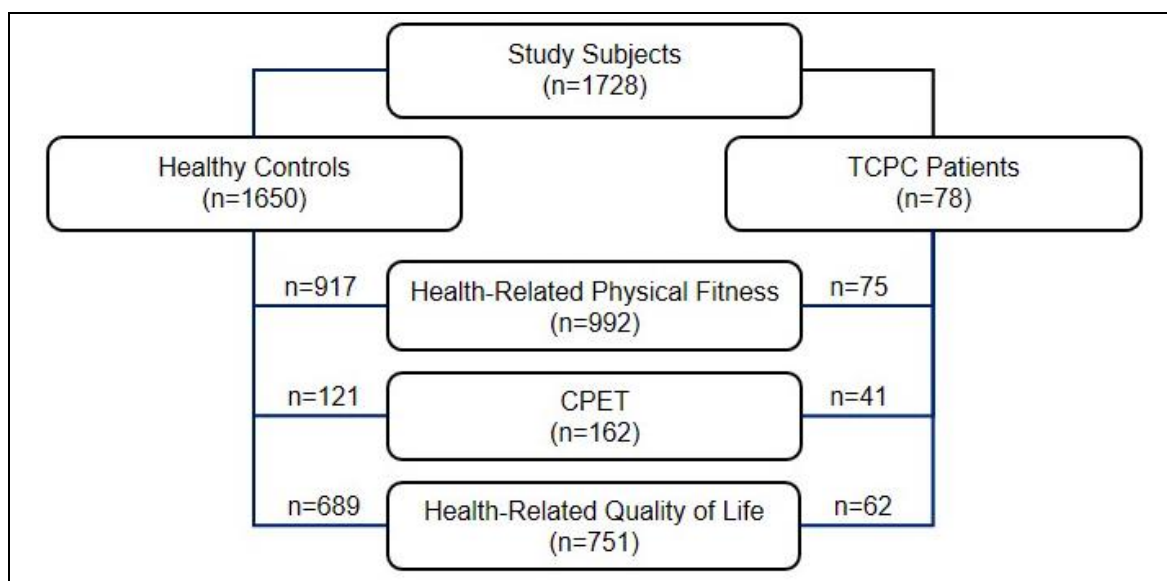 Study Subjects
(n=1728)
Healthy Controls
(n=1650)
TCPC Patients
(n=78)
n=917
Health-Related Physical Fitness
(n=992)
n=75
n=121
CPET
(n=162)
n=41
n=689
Health-Related Quality of Life
(n=751)
n=62